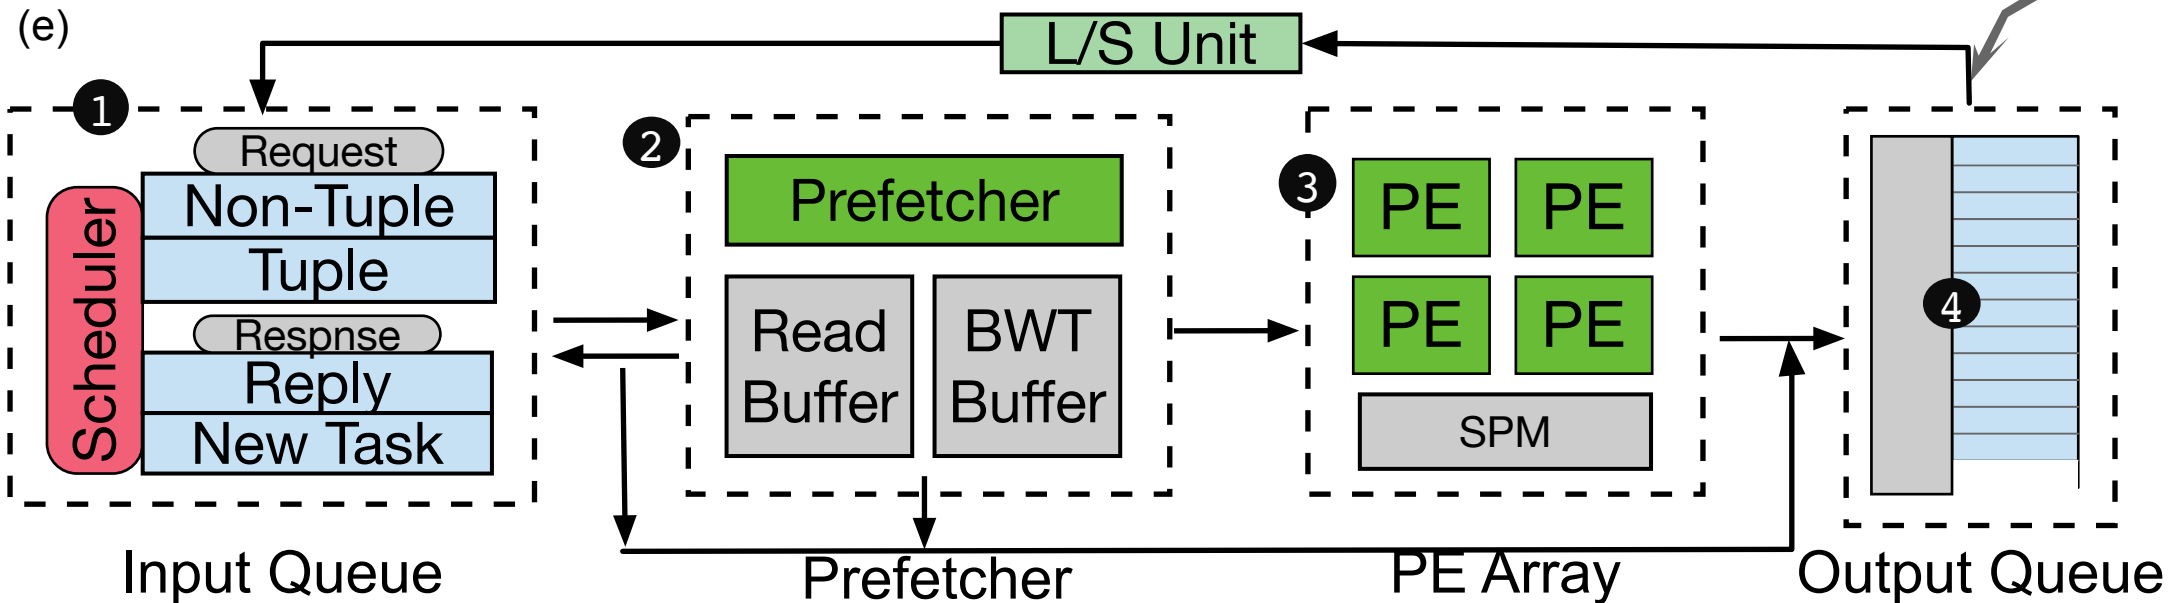 (e)
L/S Unit
1
Request
Non-Tuple
Tuple
Scheduler
Respnse
Reply
New Task
Input Queue
2
Prefetcher
Read
Buffer
BWT
Buffer
Prefetcher
3
PE
PE
PE
PE
SPM
PE Array
4
Output Queue